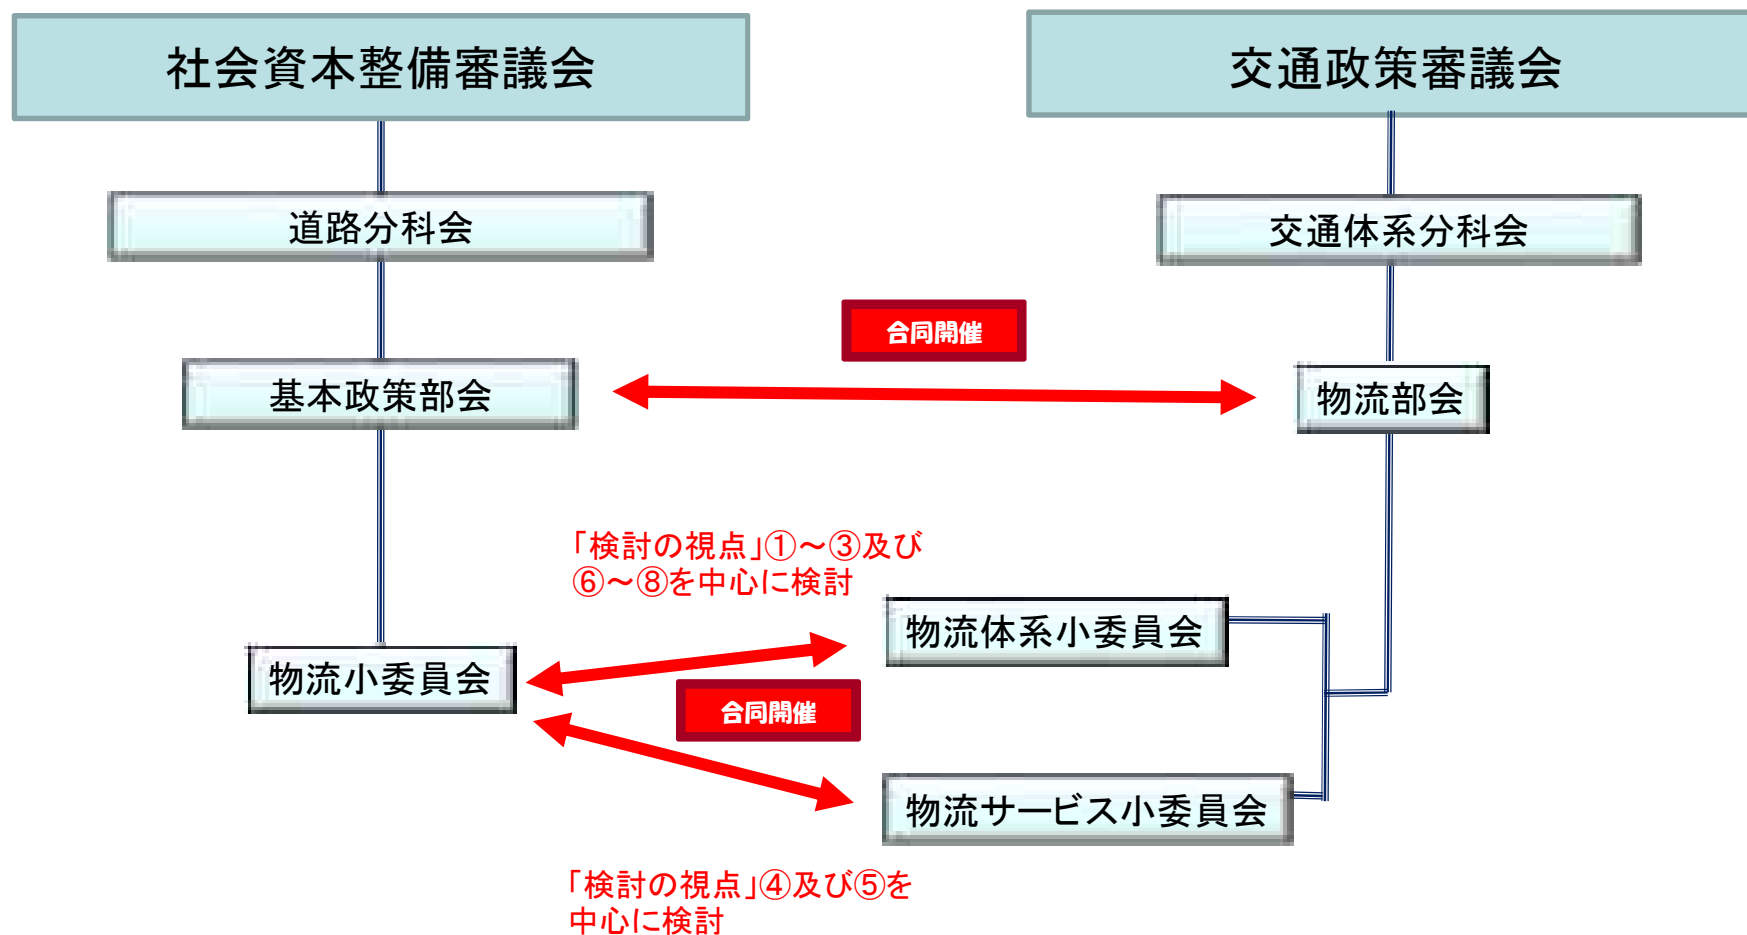 社会資本整備審議会
交通政策審議会
道路分科会
交通体系分科会
合同開催
基本政策部会
物流部会
「検討の視点」①～③及び
⑥～⑧を中心に検討
物流体系小委員会
物流小委員会
合同開催
物流サービス小委員会
「検討の視点」④及び⑤を
中心に検討